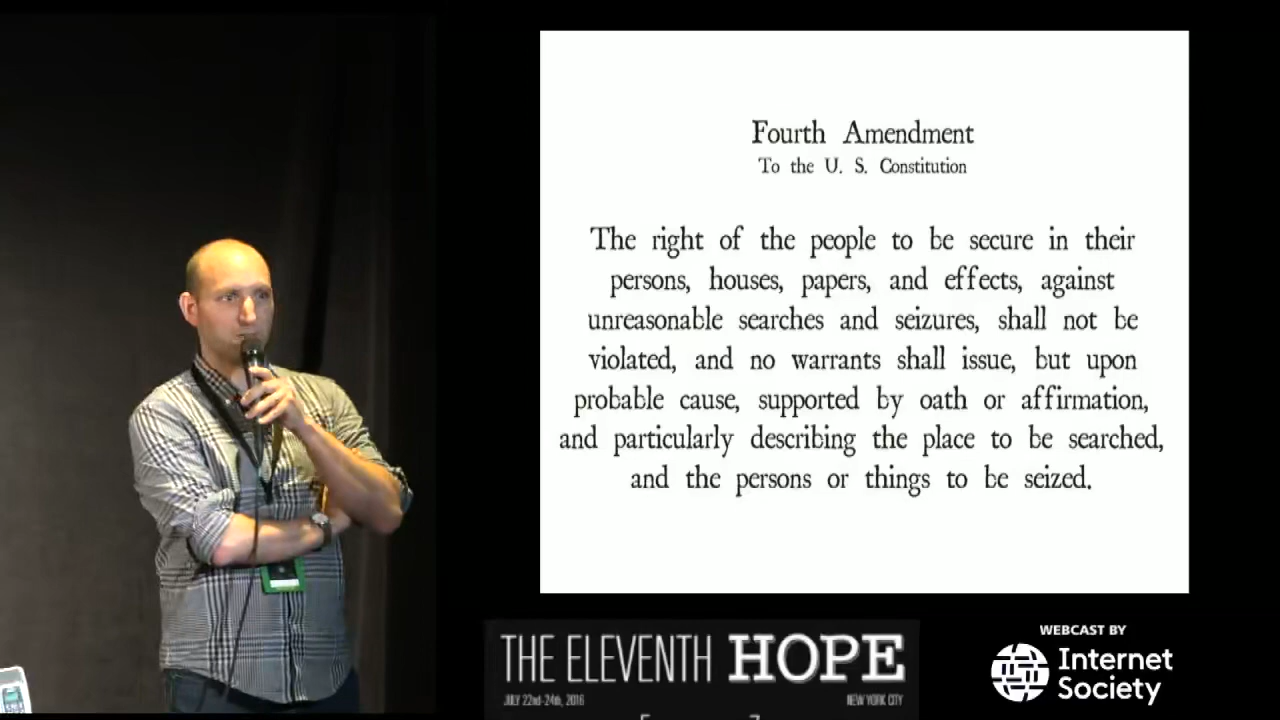 Fourth Amendment
To the U. S. Constitution
The right of the people to be secure in their
persons, houses, papers, and effects, against
unreasonable searches and seizures, shall not be
violated, and no warrants shall issue, but upon
probable cause, supported by oath or affirmation,
and particularly describing the place to be searched,
and the persons or things to be seized.
THE ELEVENTH HOPE
JULY 22nd-24th, 2016 NEW YORK CITY
WEBCAST BY
Internet
Society